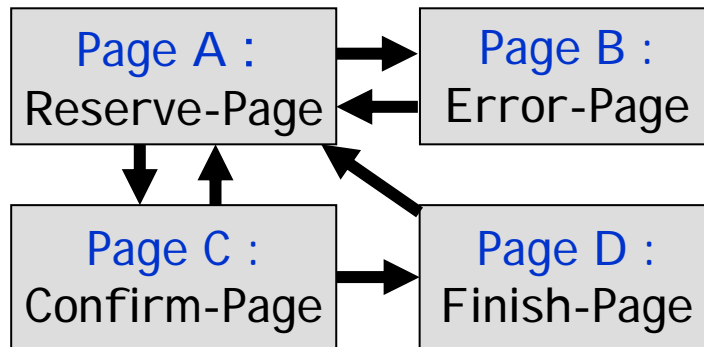 Page A :
Reserve-Page
Page B :
Error-Page
Page C :
Confirm-Page
Page D :
Finish-Page